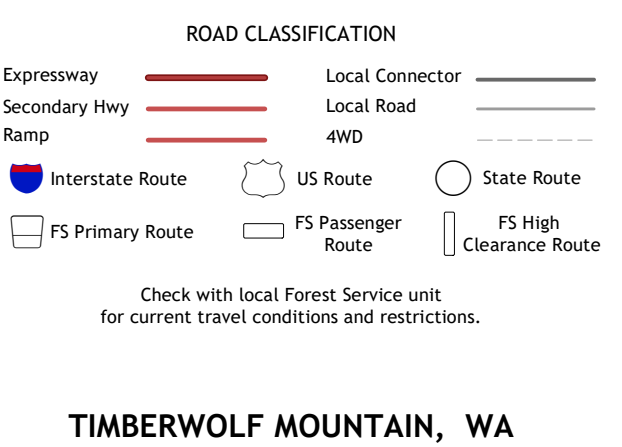 ROAD CLASSIFICATION
Expressway
Local Connector
Secondary Hwy
Local Road
Ramp
4WD
Interstate Route
US Route
State Route
FS Primary Route
FS Passenger
Route
FS High
Clearance Route
Check with local Forest Service unit
for current travel conditions and restrictions.
TIMBERWOLF MOUNTAIN, WA